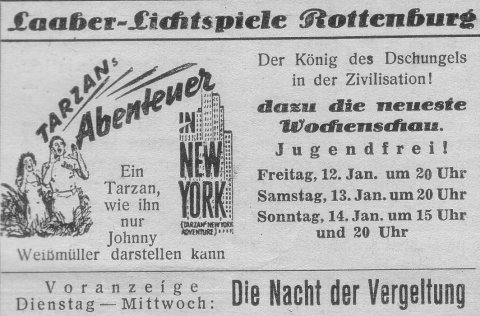 Laaber-Lichtspiele Rottenburg
TARZANs
Abenteuer
IN
NEW
YORK
(TARZAN'S NEW YORK
ADVENTURE)
Ein
Tarzan,
wie ihn
nur
Johnny
Weißmüller darstellen kann
Der König des Dschungels
in der Zivilisation!
dazu die neueste
Wochenschau.
Jugendfrei!
Freitag, 12. Jan. um 20 Uhr
Samstag, 13. Jan. um 20 Uhr
Sonntag, 14. Jan. um 15 Uhr
und 20 Uhr
Voranzeige
Dienstag — Mittwoch:
Die Nacht der Vergeltung